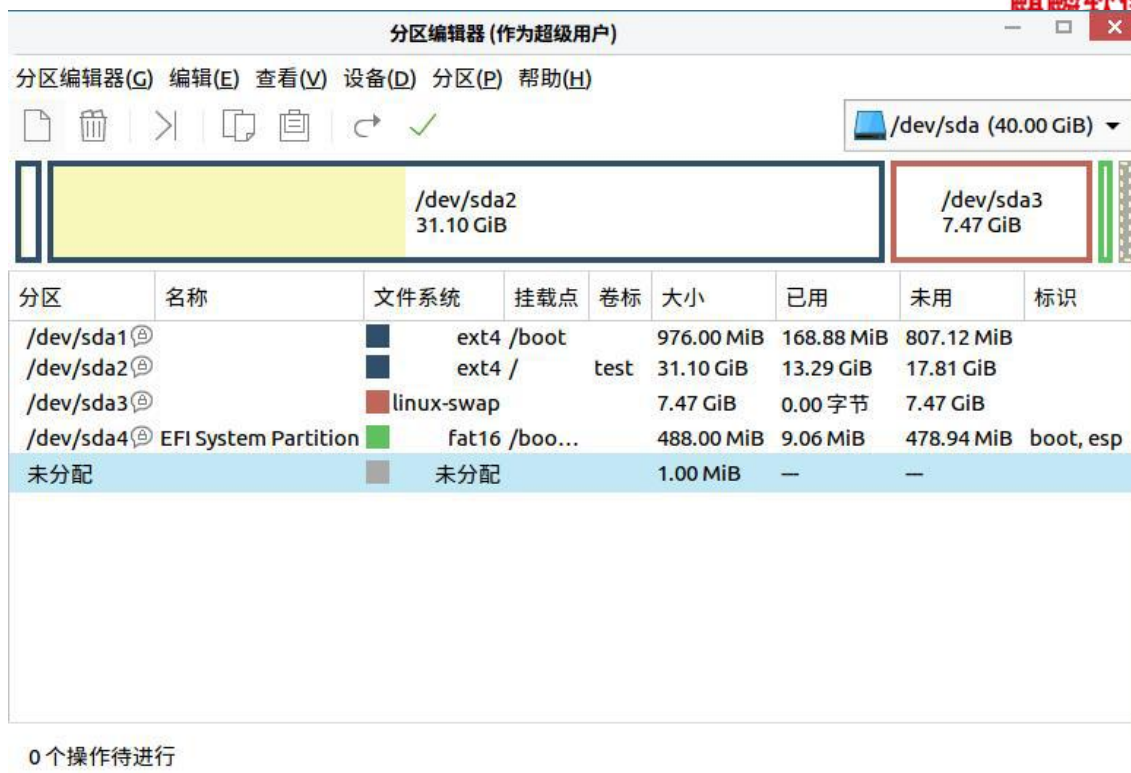 麒麟软件
分区编辑器 (作为超级用户)
分区编辑器(G) 编辑(E) 查看(V) 设备(D) 分区(P) 帮助(H)
/dev/sda (40.00 GiB)
/dev/sda2
31.10 GiB
/dev/sda3
7.47 GiB
分区 名称 文件系统 挂载点 卷标 大小 已用 未用 标识
/dev/sda1 ext4 /boot 976.00 MiB 168.88 MiB 807.12 MiB
/dev/sda2 ext4 / test 31.10 GiB 13.29 GiB 17.81 GiB
/dev/sda3 linux-swap 7.47 GiB 0.00 字节 7.47 GiB
/dev/sda4 EFI System Partition fat16 /boo... 488.00 MiB 9.06 MiB 478.94 MiB boot, esp
未分配 未分配 1.00 MiB — —
0 个操作待进行